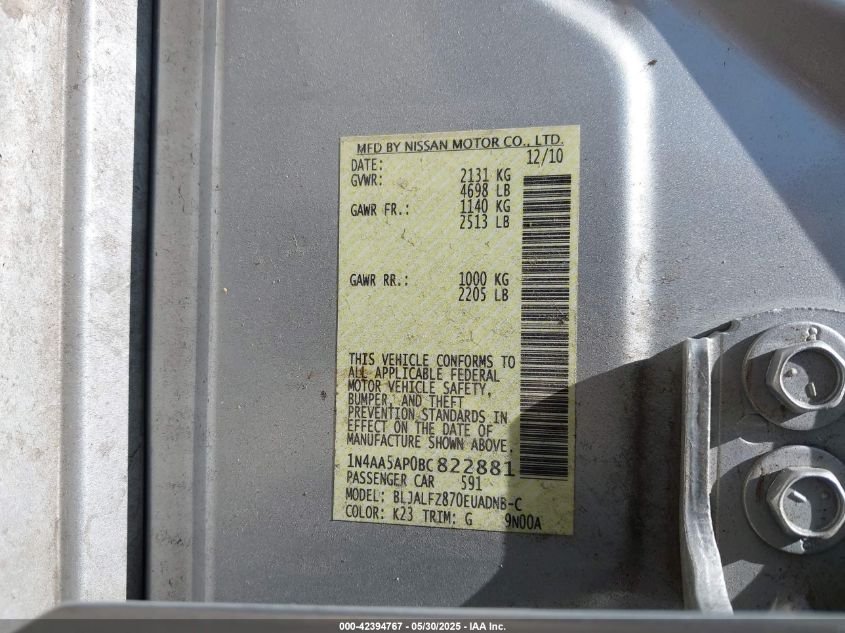 MFD BY NISSAN MOTOR CO., LTD.
DATE: 12/10
GVWR: 2131 KG
4698 LB
GAWR FR.: 1140 KG
2513 LB
GAWR RR.: 1000 KG
2205 LB
THIS VEHICLE CONFORMS TO
ALL APPLICABLE FEDERAL
MOTOR VEHICLE SAFETY,
BUMPER, AND THEFT
PREVENTION STANDARDS IN
EFFECT ON THE DATE OF
MANUFACTURE SHOWN ABOVE.
1N4AA5AP0BC822881
PASSENGER CAR 591
MODEL: BLJALFZ870EUADNB-C
COLOR: K23 TRIM: G 9N00A
000-42394767 - 05/30/2025 - IAA Inc.